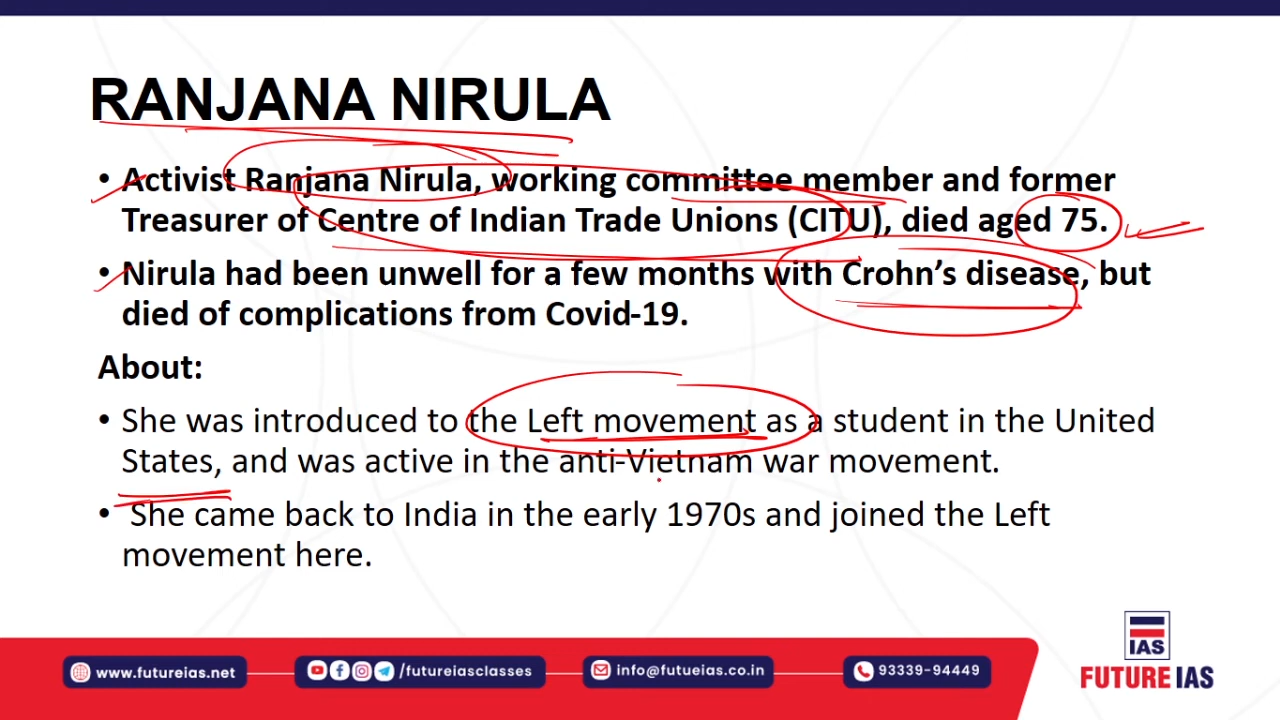 RANJANA NIRULA
• Activist Ranjana Nirula, working committee member and former
Treasurer of Centre of Indian Trade Unions (CITU), died aged 75.
• Nirula had been unwell for a few months with Crohn’s disease, but
died of complications from Covid-19.
About:
• She was introduced to the Left movement as a student in the United
States, and was active in the anti-Vietnam war movement.
• She came back to India in the early 1970s and joined the Left
movement here.
IAS
FUTURE IAS
www.futureias.net
/futureiasclasses
info@futueias.co.in
93339-94449